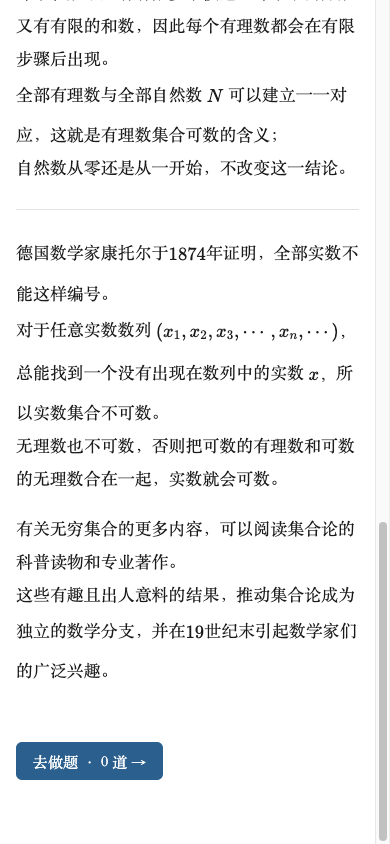 又有有限的和数，因此每个有理数都会在有限
步骤后出现。
全部有理数与全部自然数 N 可以建立一一对
应，这就是有理数集合可数的含义；
自然数从零还是从一开始，不改变这一结论。
德国数学家康托尔于1874年证明，全部实数不
能这样编号。
对于任意实数数列 (x₁, x₂, x₃, ⋯ , xₙ, ⋯)，
总能找到一个没有出现在数列中的实数 x，所
以实数集合不可数。
无理数也不可数，否则把可数的有理数和可数
的无理数合在一起，实数就会可数。
有关无穷集合的更多内容，可以阅读集合论的
科普读物和专业著作。
这些有趣且出人意料的结果，推动集合论成为
独立的数学分支，并在19世纪末引起数学家们
的广泛兴趣。
去做题 · 0 道 →